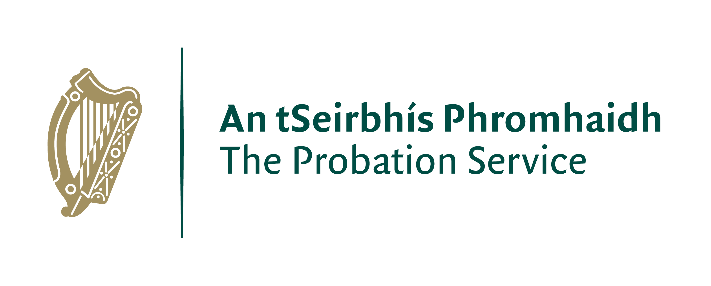 An tSeirbhís Phromhaidh
The Probation Service